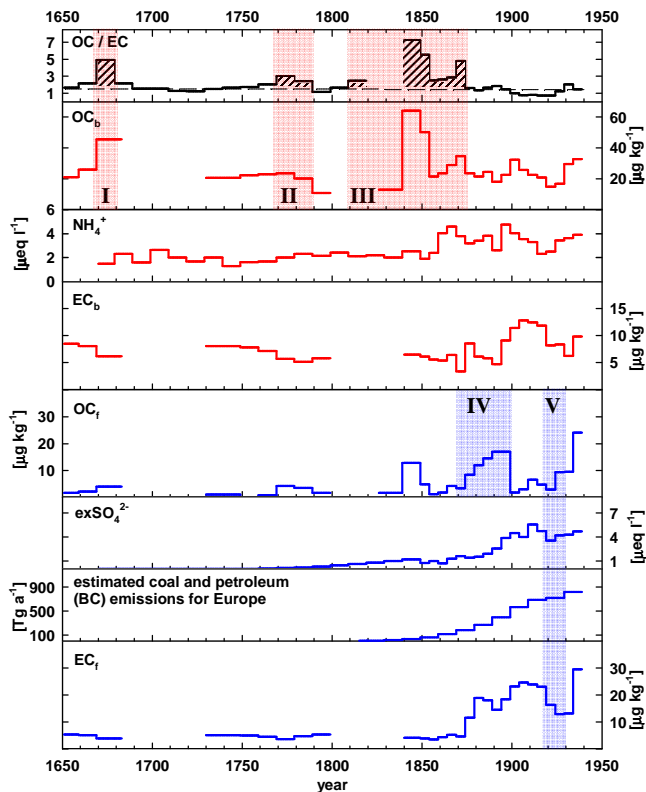 1650 1700 1750 1800 1850 1900 1950
OC / EC
7
5
3
1
OCb
60
40
20
I II III
6
4
2
0
[µeq l-1]
NH4+
[µg kg-1]
ECb
15
10
5
[µg kg-1]
OCf
IV V
30
20
10
[µg kg-1]
exSO42-
7
4
1
[µeq l-1]
estimated coal and petroleum
(BC) emissions for Europe
900
500
100
[Tg a-1]
ECf
30
20
10
[µg kg-1]
1650 1700 1750 1800 1850 1900 1950
year